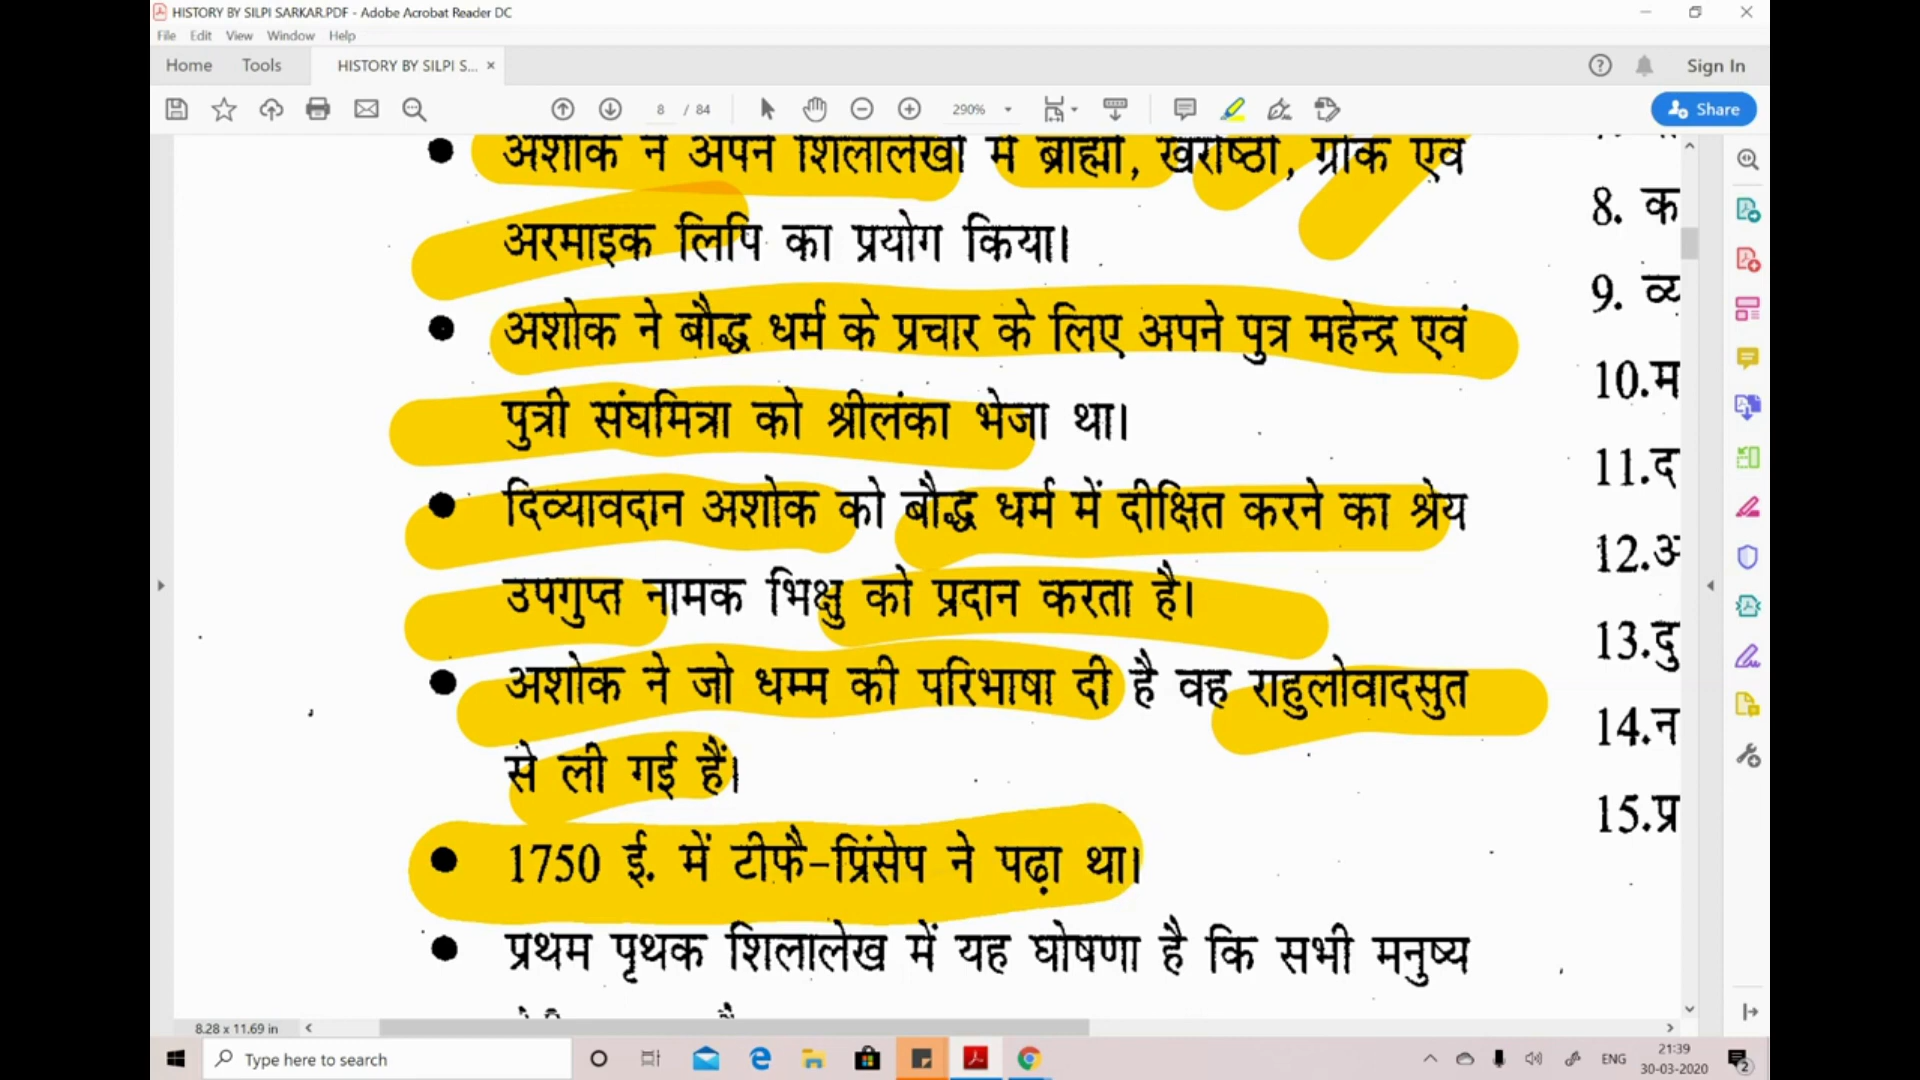 HISTORY BY SILPI SARKAR.PDF - Adobe Acrobat Reader DC
File Edit View Window Help
Home Tools HISTORY BY SILPI S... × Sign In
8 / 84 290% Share
अशोक ने अपने शिलालेखों में ब्राह्मी, खरोष्ठी, ग्रीक एवं
अरमाइक लिपि का प्रयोग किया।
8. क
● अशोक ने बौद्ध धर्म के प्रचार के लिए अपने पुत्र महेन्द्र एवं
9. व्य
पुत्री संघमित्रा को श्रीलंका भेजा था।
10.म
● दिव्यावदान अशोक को बौद्ध धर्म में दीक्षित करने का श्रेय
11.द
उपगुप्त नामक भिक्षु को प्रदान करता है।
12.अ
● अशोक ने जो धम्म की परिभाषा दी है वह राहुलोवादसुत
13.दु
से ली गई हैं।
14.न
● 1750 ई. में टीफै-प्रिंसेप ने पढ़ा था।
15.प्र
● प्रथम पृथक शिलालेख में यह घोषणा है कि सभी मनुष्य
8.28 x 11.69 in
Type here to search
ENG 21:39
30-03-2020
2